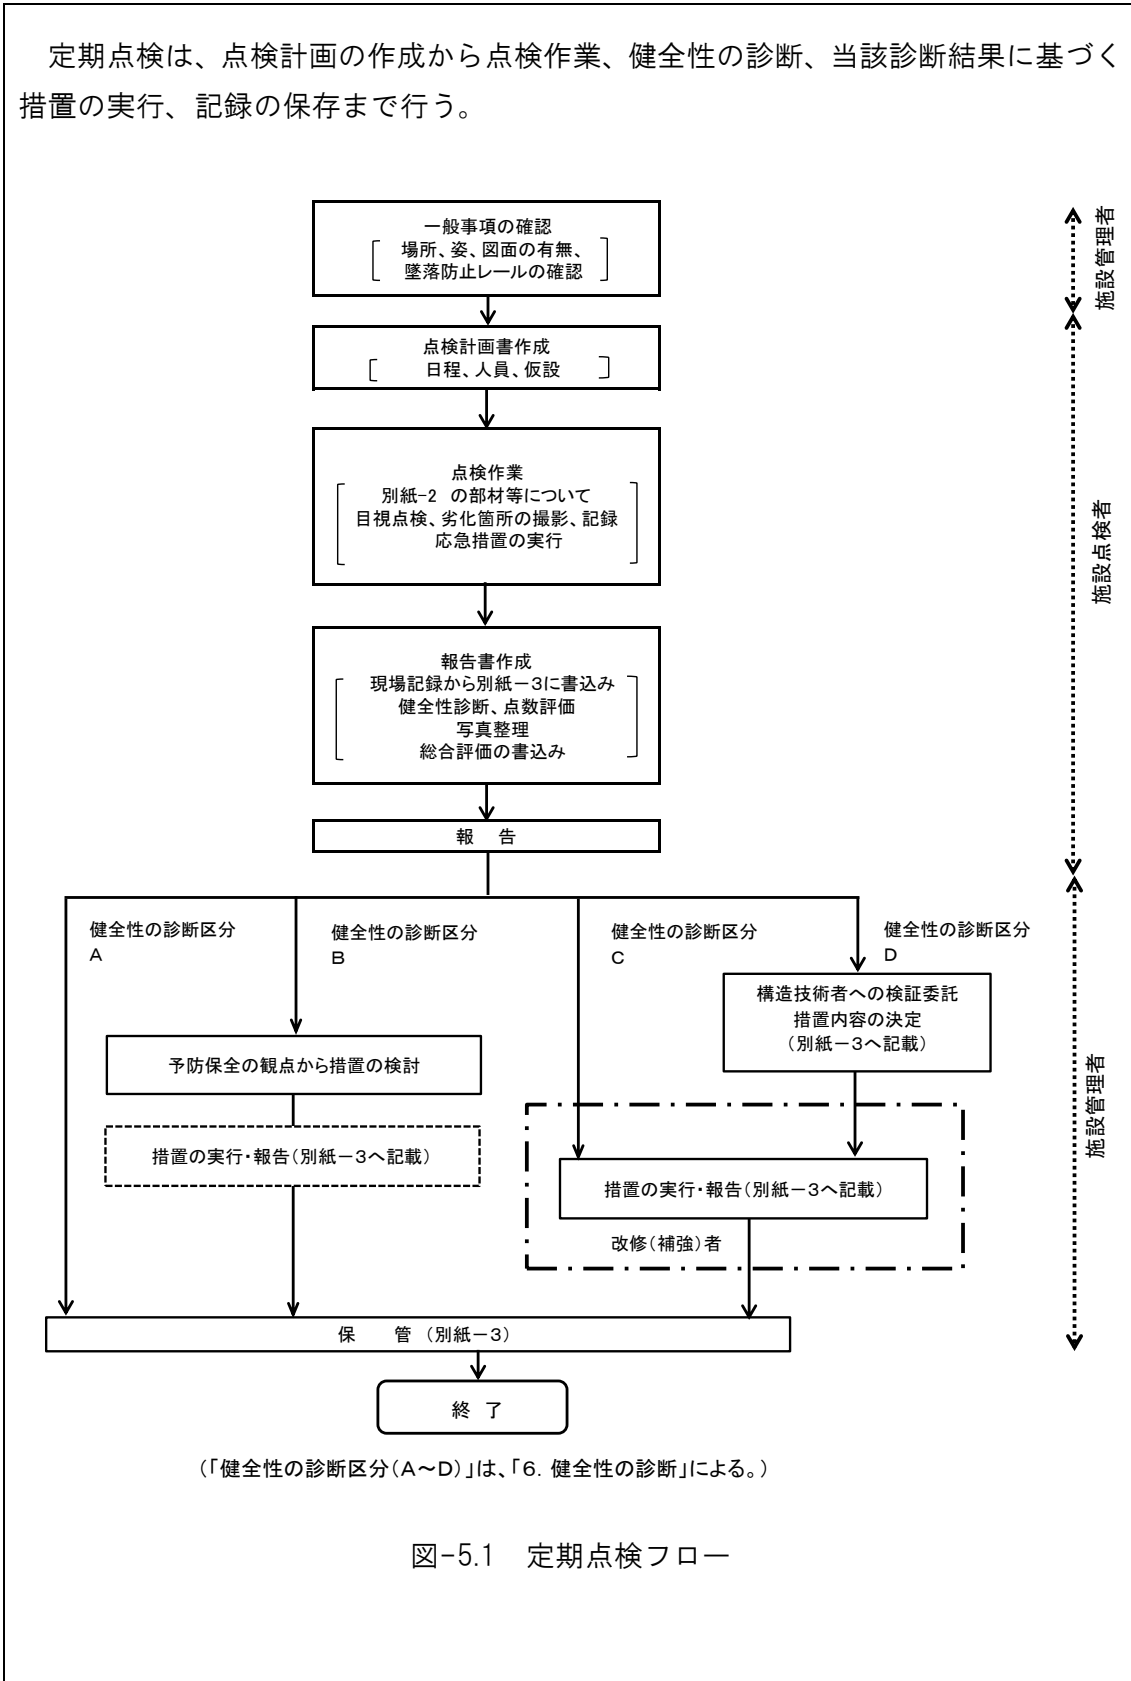 定期点検は、点検計画の作成から点検作業、健全性の診断、当該診断結果に基づく
措置の実行、記録の保存まで行う。
一般事項の確認
場所、姿、図面の有無、
墜落防止レールの確認
点検計画書作成
日程、人員、仮設
点検作業
別紙-2 の部材等について
目視点検、劣化箇所の撮影、記録
応急措置の実行
報告書作成
現場記録から別紙-3に書込み
健全性診断、点数評価
写真整理
総合評価の書込み
報 告
健全性の診断区分
A
健全性の診断区分
B
健全性の診断区分
C
健全性の診断区分
D
構造技術者への検証委託
措置内容の決定
(別紙-3へ記載)
予防保全の観点から措置の検討
措置の実行・報告(別紙-3へ記載)
措置の実行・報告(別紙-3へ記載)
改修(補強)者
保 管 (別紙-3)
終 了
施設管理者
施設点検者
施設管理者
(「健全性の診断区分(A~D)」は、「6. 健全性の診断」による。)
図-5.1 定期点検フロー